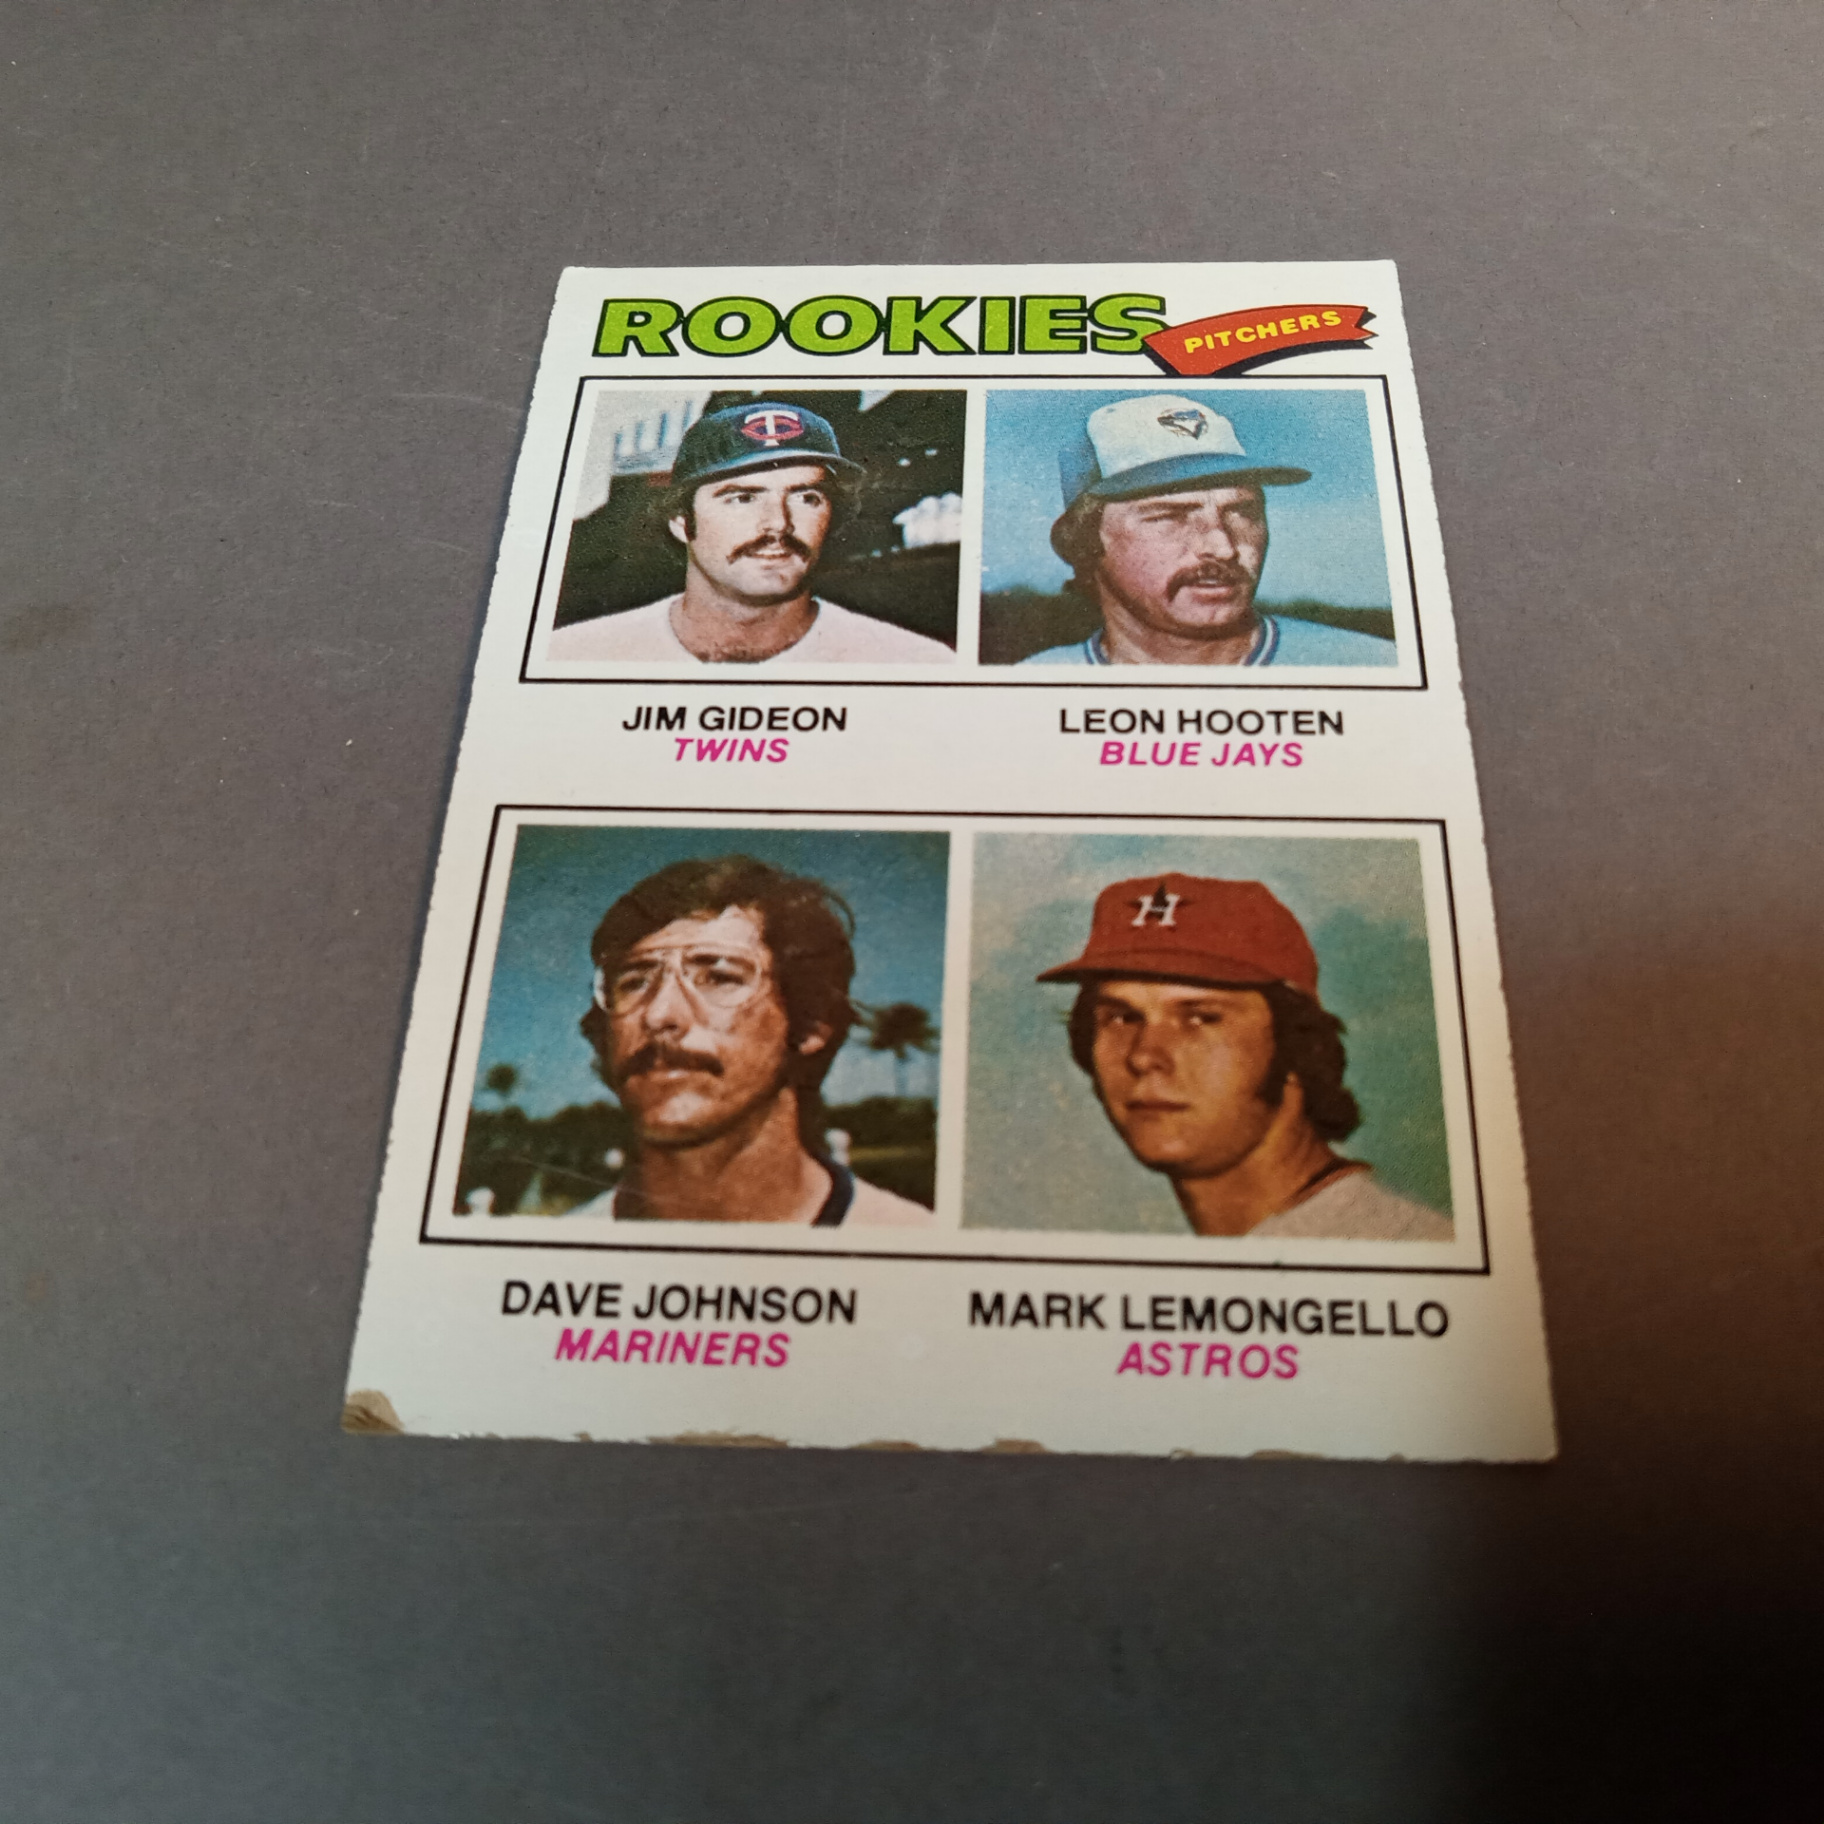 ROOKIES
PITCHERS
JIM GIDEON
TWINS
LEON HOOTEN
BLUE JAYS
DAVE JOHNSON
MARINERS
MARK LEMONGELLO
ASTROS